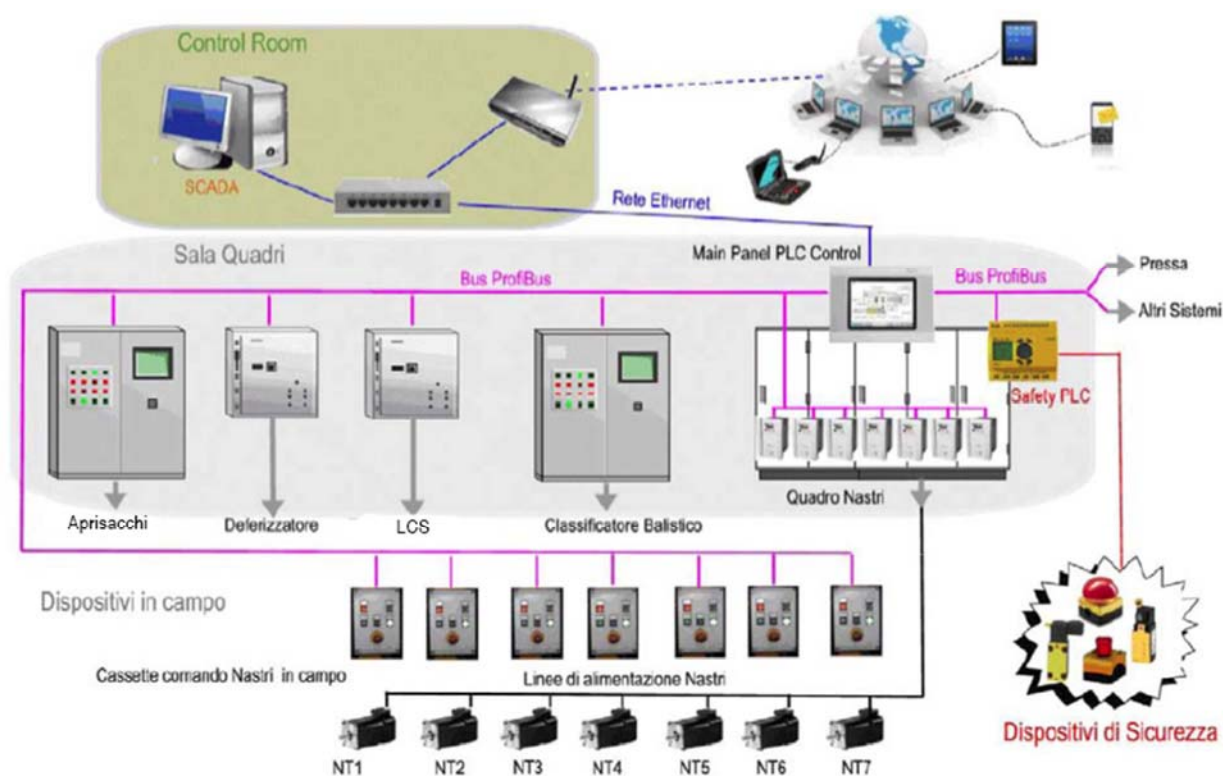 Control Room
SCADA
Rete Ethernet
Sala Quadri
Main Panel PLC Control
Bus ProfiBus
Bus ProfiBus
Pressa
Altri Sistemi
Safety PLC
Quadro Nastri
Aprisacchi
Deferizzatore
LCS
Classificatore Balistico
Dispositivi in campo
Cassette comando Nastri in campo
Linee di alimentazione Nastri
Dispositivi di Sicurezza
NT1
NT2
NT3
NT4
NT5
NT6
NT7